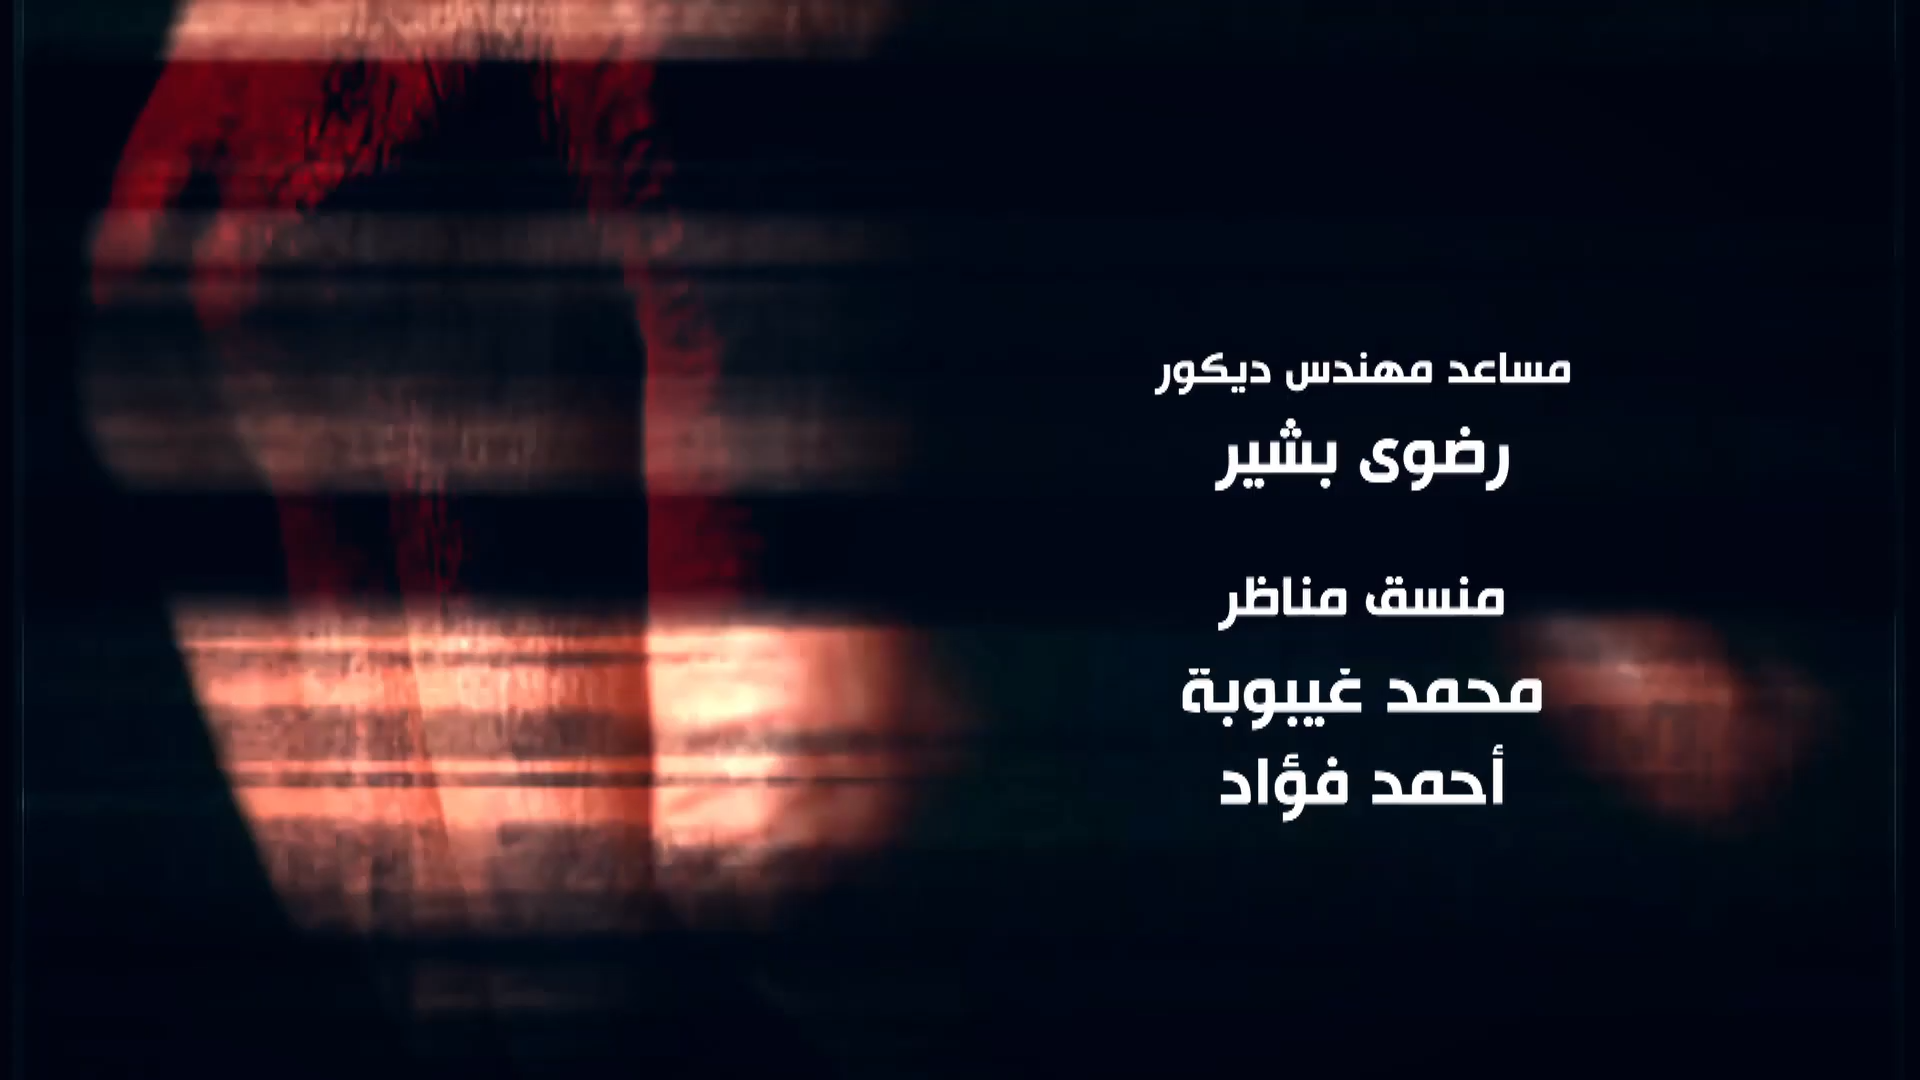 مساعد مهندس ديكور
رضوى بشير
منسق مناظر
محمد غيبوبة
أحمد فؤاد